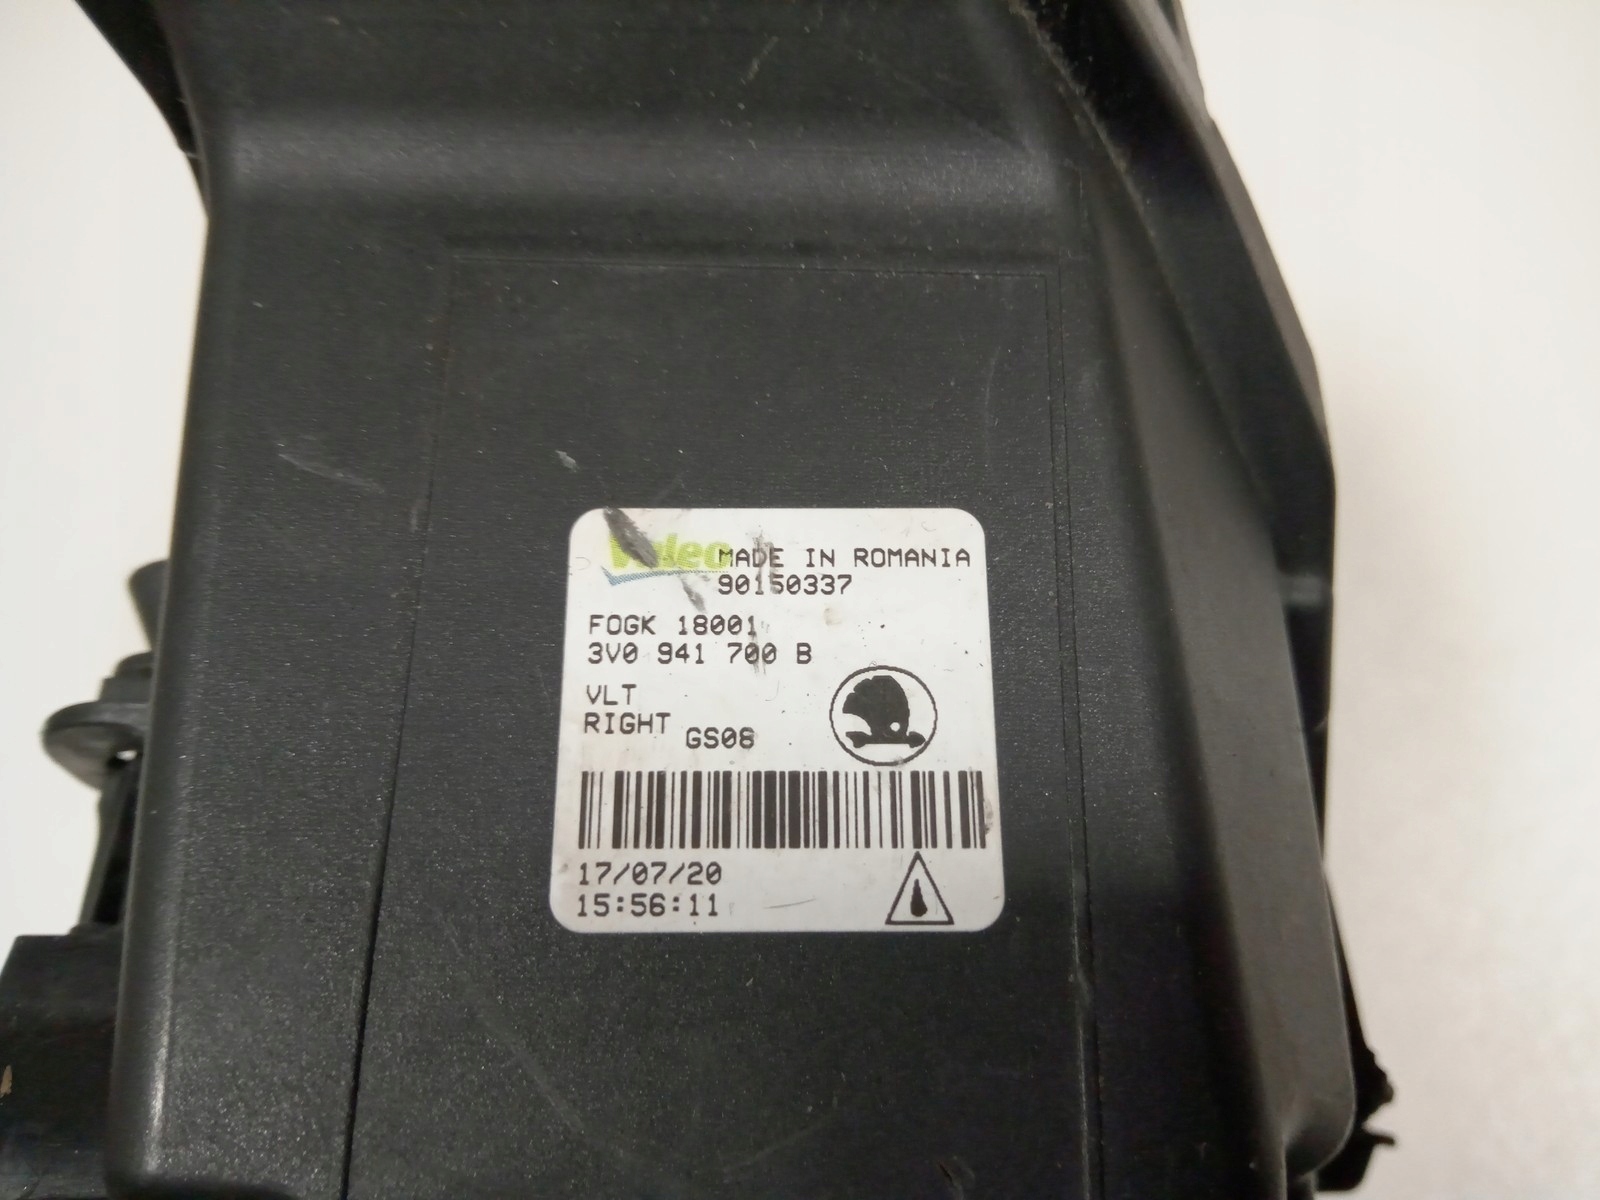 Valeo MADE IN ROMANIA
90150337
FOGK 18001
3V0 941 700 B
VLT
RIGHT GS08
17/07/20
15:56:11